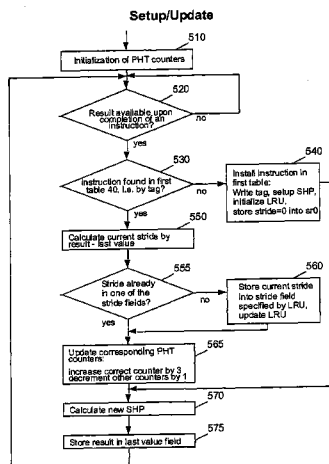 Setup/Update
510
Initialization of PHT counters
520
Result available upon
completion of an
instruction?
no
yes
530
540
Instruction found in first
table 40, i.e. by tag?
no
Install instruction in
first table:
Write tag, setup SHP,
initialize LRU,
store stride=0 into sr0
yes
550
Calculate current stride by
result - last value
555
560
Stride already
in one of the
stride fields?
no
Store current stride
into stride field
specified by LRU,
update LRU
yes
565
Update corresponding PHT
counters:
increase correct counter by 3
decrement other counters by 1
570
Calculate new SHP
575
Store result in last value field